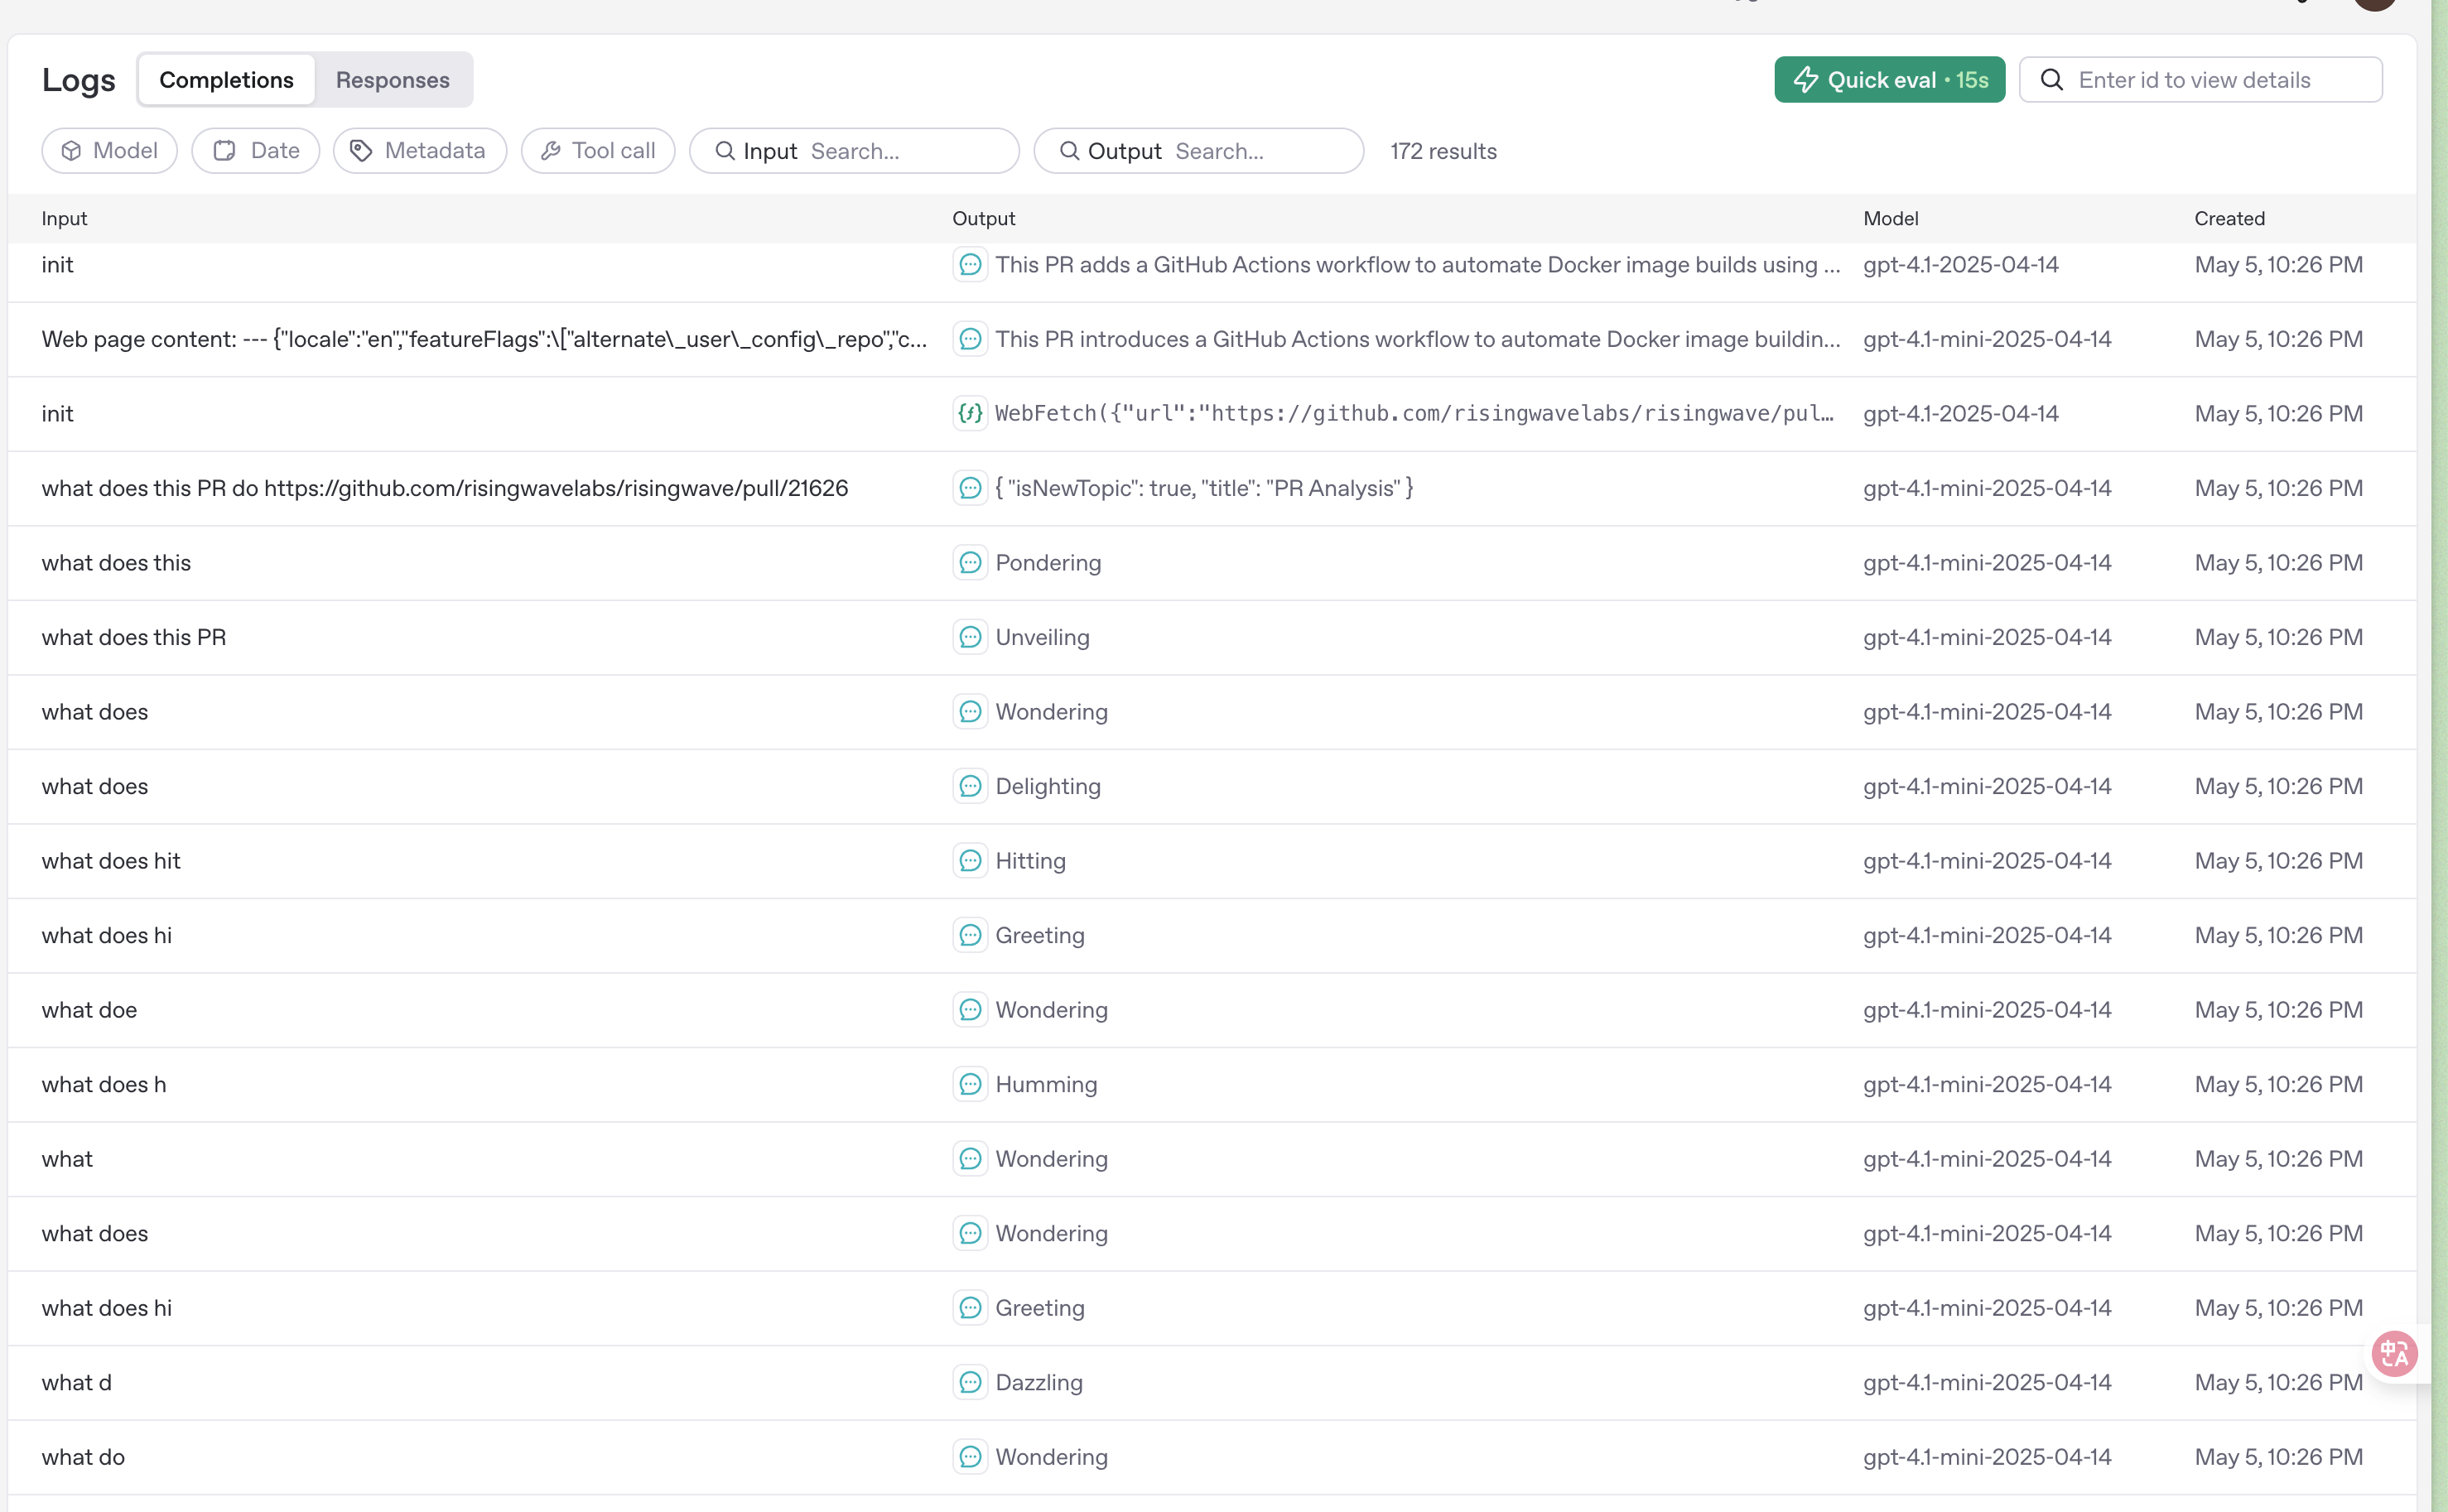 Logs Completions Responses Quick eval • 15s Enter id to view details
Model Date Metadata Tool call Input Search... Output Search... 172 results
Input Output Model Created
init This PR adds a GitHub Actions workflow to automate Docker image builds using ... gpt-4.1-2025-04-14 May 5, 10:26 PM
Web page content: --- {"locale":"en","featureFlags":\["alternate\_user\_config\_repo","c... This PR introduces a GitHub Actions workflow to automate Docker image buildin... gpt-4.1-mini-2025-04-14 May 5, 10:26 PM
init {ƒ} WebFetch({"url":"https://github.com/risingwavelabs/risingwave/pul… gpt-4.1-2025-04-14 May 5, 10:26 PM
what does this PR do https://github.com/risingwavelabs/risingwave/pull/21626 { "isNewTopic": true, "title": "PR Analysis" } gpt-4.1-mini-2025-04-14 May 5, 10:26 PM
what does this Pondering gpt-4.1-mini-2025-04-14 May 5, 10:26 PM
what does this PR Unveiling gpt-4.1-mini-2025-04-14 May 5, 10:26 PM
what does Wondering gpt-4.1-mini-2025-04-14 May 5, 10:26 PM
what does Delighting gpt-4.1-mini-2025-04-14 May 5, 10:26 PM
what does hit Hitting gpt-4.1-mini-2025-04-14 May 5, 10:26 PM
what does hi Greeting gpt-4.1-mini-2025-04-14 May 5, 10:26 PM
what doe Wondering gpt-4.1-mini-2025-04-14 May 5, 10:26 PM
what does h Humming gpt-4.1-mini-2025-04-14 May 5, 10:26 PM
what Wondering gpt-4.1-mini-2025-04-14 May 5, 10:26 PM
what does Wondering gpt-4.1-mini-2025-04-14 May 5, 10:26 PM
what does hi Greeting gpt-4.1-mini-2025-04-14 May 5, 10:26 PM
中A
what d Dazzling gpt-4.1-mini-2025-04-14 May 5, 10:26 PM
what do Wondering gpt-4.1-mini-2025-04-14 May 5, 10:26 PM